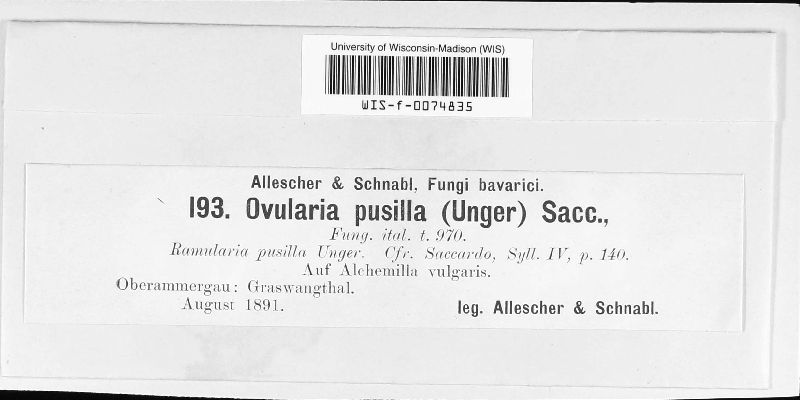 University of Wisconsin-Madison (WIS)
WIS-f-0074835
Allescher & Schnabl, Fungi bavarici.
193. Ovularia pusilla (Unger) Sacc.,
Fung. ital. t. 970.
Ramularia pusilla Unger. Cfr. Saccardo, Syll. IV, p. 140.
Auf Alchemilla vulgaris.
Oberammergau: Graswangthal.
August 1891.
leg. Allescher & Schnabl.